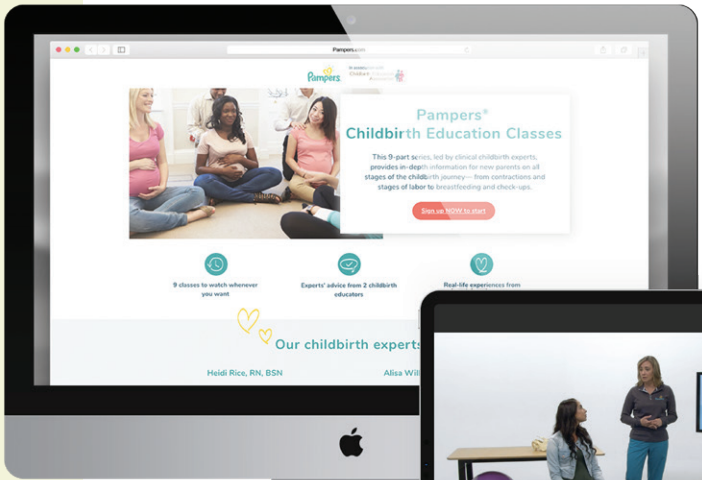 Pampers.com
Pampers
Pampers®
Childbirth Education Classes
This 9-part series, led by clinical childbirth experts,
provides in-depth information for new parents on all
stages of the childbirth journey— from contractions and
stages of labor to breastfeeding and check-ups.
Sign up NOW to start
9 classes to watch whenever
you want
Experts' advice from 2 childbirth
educators
Real-life experiences from
Our childbirth experts
Heidi Rice, RN, BSN
Alisa Wil